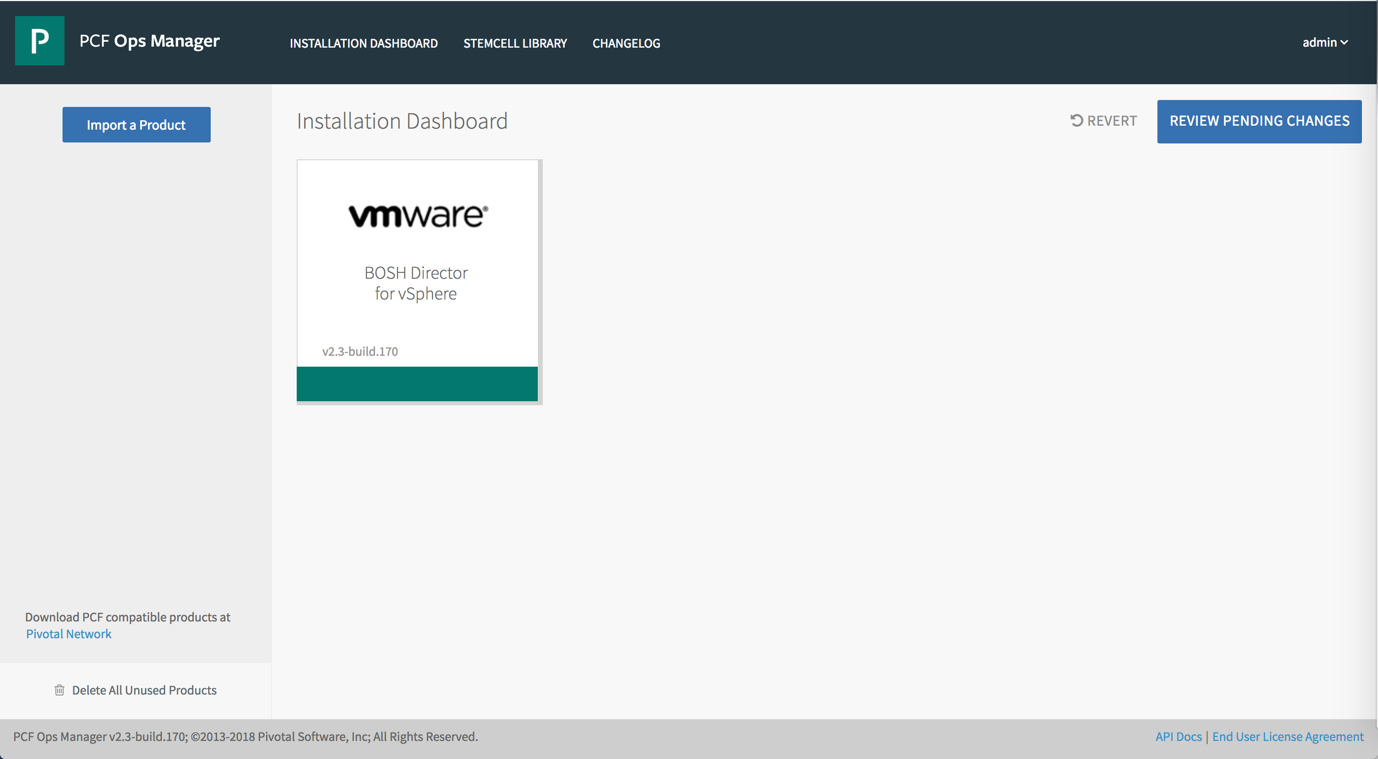 P
PCF Ops Manager
INSTALLATION DASHBOARD
STEMCELL LIBRARY
CHANGELOG
admin
Import a Product
Installation Dashboard
REVERT
REVIEW PENDING CHANGES
vmware®
BOSH Director
for vSphere
v2.3-build.170
Download PCF compatible products at
Pivotal Network
Delete All Unused Products
PCF Ops Manager v2.3-build.170; ©2013-2018 Pivotal Software, Inc; All Rights Reserved.
API Docs | End User License Agreement